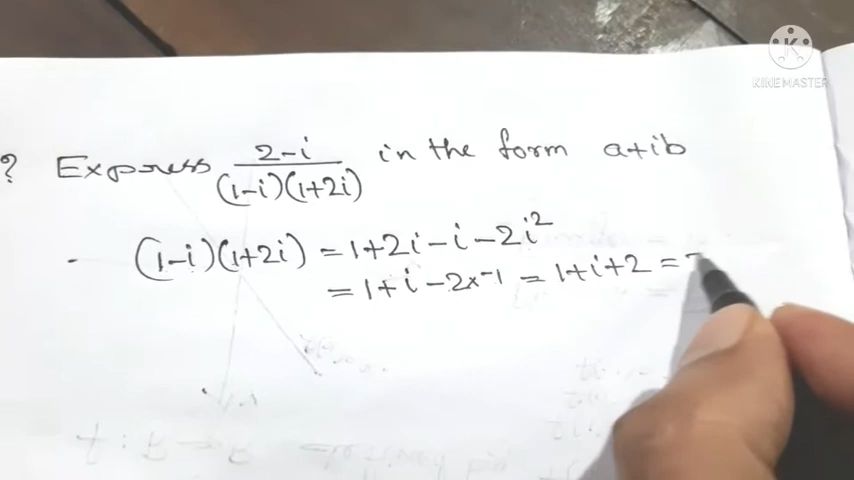 KINEMASTER
? Express \frac{2-i}{(1-i)(1+2i)} in the form a+ib
(1-i)(1+2i) = 1+2i-i-2i²
= 1+i-2×-1 = 1+i+2 =